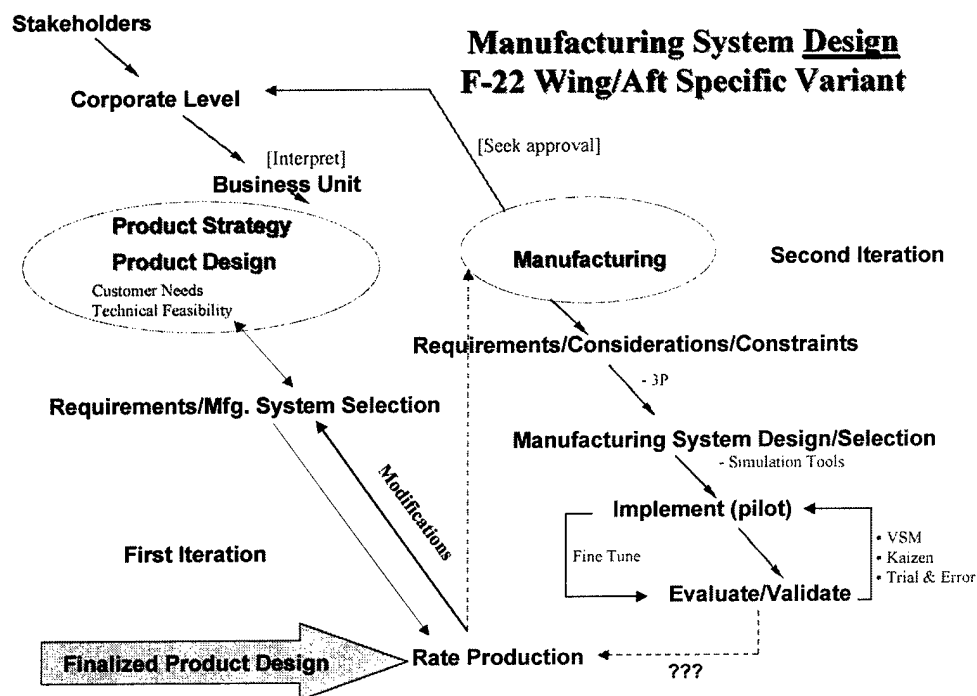 Stakeholders
Manufacturing System Design
F-22 Wing/Aft Specific Variant
Corporate Level
[Seek approval]
[Interpret]
Business Unit
Product Strategy
Product Design
Customer Needs
Technical Feasibility
Manufacturing
Second Iteration
Requirements/Considerations/Constraints
- 3P
Requirements/Mfg. System Selection
Manufacturing System Design/Selection
- Simulation Tools
Modifications
Implement (pilot)
First Iteration
Fine Tune
• VSM
• Kaizen
• Trial & Error
Evaluate/Validate
Finalized Product Design
Rate Production
???